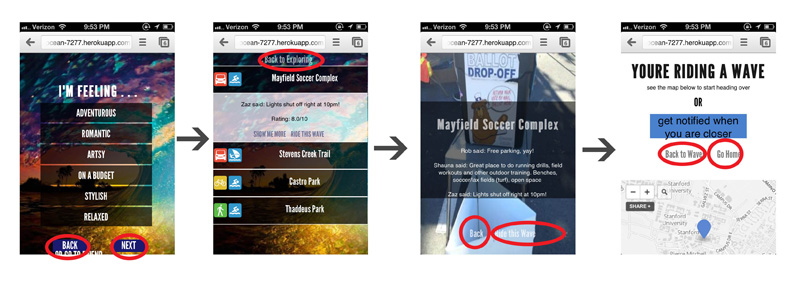 Verizon 9:53 PM
ocean-7277.herokuapp.com
6
I'M FEELING . . .
ADVENTUROUS
ROMANTIC
ARTSY
ON A BUDGET
STYLISH
RELAXED
BACK
NEXT
Verizon 9:53 PM
ocean-7277.herokuapp.com
6
Back to Exploring
Mayfield Soccer Complex
Zaz said: Lights shut off right at 10pm!
Rating: 8.0/10
SHOW ME MORE RIDE THIS WAVE
Stevens Creek Trail
Castro Park
Thaddeus Park
Verizon 9:53 PM
ocean-7277.herokuapp.com
6
BALLOT
DROP-OFF
Mayfield Soccer Complex
Rob said: Free parking, yay!
Shauna said: Great place to do running drills, field
workouts and other outdoor training. Benches,
soccer/lax fields (turf), open space
Zaz said: Lights shut off right at 10pm!
Back Ride this Wave
Verizon 9:53 PM
ocean-7277.herokuapp.com
6
YOURE RIDING A WAVE
see the map below to start heading over
OR
get notified when
you are closer
Back to Wave Go Home
SHARE
Stanford
University
Stanford
University